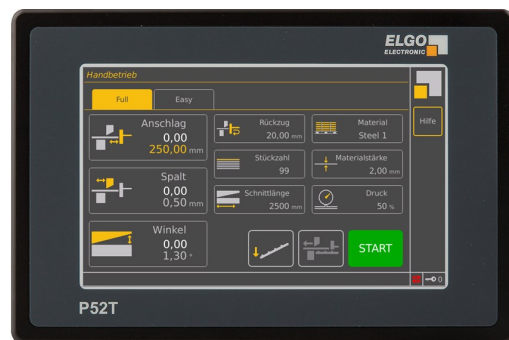 ELGO
ELECTRONIC
Handbetrieb
Full
Easy
Hilfe
Anschlag
0,00
250,00 mm
Rückzug
20,00 mm
Material
Steel 1
Stückzahl
99
Materialstärke
2,00 mm
Spalt
0,00
0,50 mm
Schnittlänge
2500 mm
Druck
50 %
Winkel
0,00
1,30 °
START
0
P52T